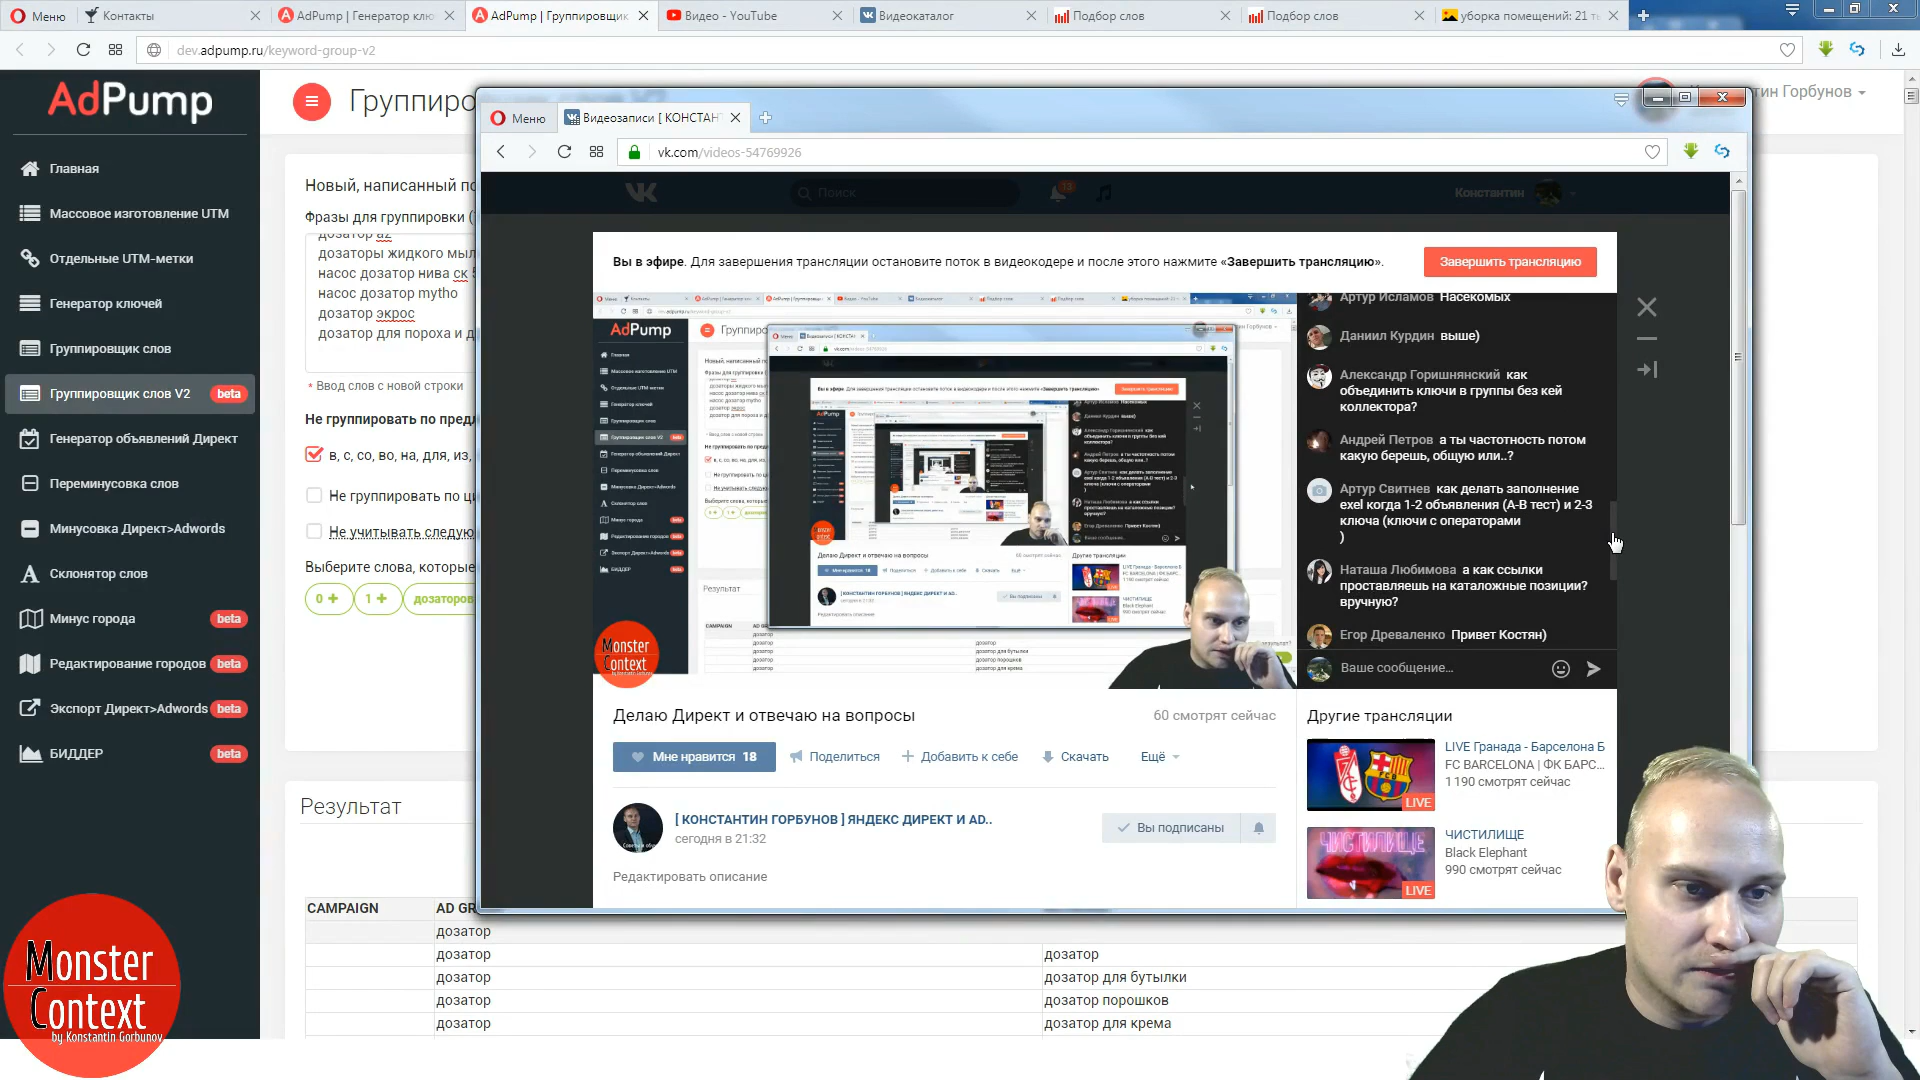 Меню
Контакты
AdPump | Генератор клю
AdPump | Группировщик
Видео - YouTube
Видеокаталог
Подбор слов
Подбор слов
уборка помещений: 21 т
dev.adpump.ru/keyword-group-v2
AdPump
Главная
Массовое изготовление UTM
Отдельные UTM-метки
Генератор ключей
Группировщик слов
Группировщик слов V2 beta
Генератор объявлений Директ
Переминусовка слов
Минусовка Директ>Adwords
Склонятор слов
Минус города beta
Редактирование городов beta
Экспорт Директ>Adwords beta
БИДДЕР beta
Monster
Context
by Konstantin Gorbunov
тин Горбунов
Новый, написанный по
Фразы для группировки (
дозатор а2
дозаторы жидкого мыл
насос дозатор нива ск 5
насос дозатор mytho
дозатор экрос
дозатор для пороха и д
* Ввод слов с новой строки
Не группировать по пред
в, с, со, во, на, для, из,
Не группировать по ци
Не учитывать следую
Выберите слова, которые
0 +
1 +
дозаторов
Результат
CAMPAIGN
AD GR
дозатор
дозатор дозатор
дозатор дозатор для бутылки
дозатор дозатор порошков
дозатор дозатор для крема
Меню
Видеозаписи [ КОНСТАНТ
vk.com/videos-54769926
Поиск
13
Константин
Вы в эфире. Для завершения трансляции остановите поток в видеокодере и после этого нажмите «Завершить трансляцию».
Завершить трансляцию
Артур Исламов Насекомых
Даниил Курдин выше)
Александр Горишнянский как
объединить ключи в группы без кей
коллектора?
Андрей Петров а ты частотность потом
какую берешь, общую или..?
Артур Свитнев как делать заполнение
exel когда 1-2 объявления (А-В тест) и 2-3
ключа (ключи с операторами
)
Наташа Любимова а как ссылки
проставляешь на каталожные позиции?
вручную?
Егор Древаленко Привет Костян)
Ваше сообщение...
Делаю Директ и отвечаю на вопросы
60 смотрят сейчас
Мне нравится 18
Поделиться
Добавить к себе
Скачать
Ещё
[ КОНСТАНТИН ГОРБУНОВ ] ЯНДЕКС ДИРЕКТ И AD..
сегодня в 21:32
Вы подписаны
Редактировать описание
Другие трансляции
LIVE Гранада - Барселона Б
FC BARCELONA | ФК БАРС...
1 190 смотрят сейчас
LIVE
ЧИСТИЛИЩЕ
Black Elephant
990 смотрят сейчас
ЧИСТИЛИЩЕ
LIVE